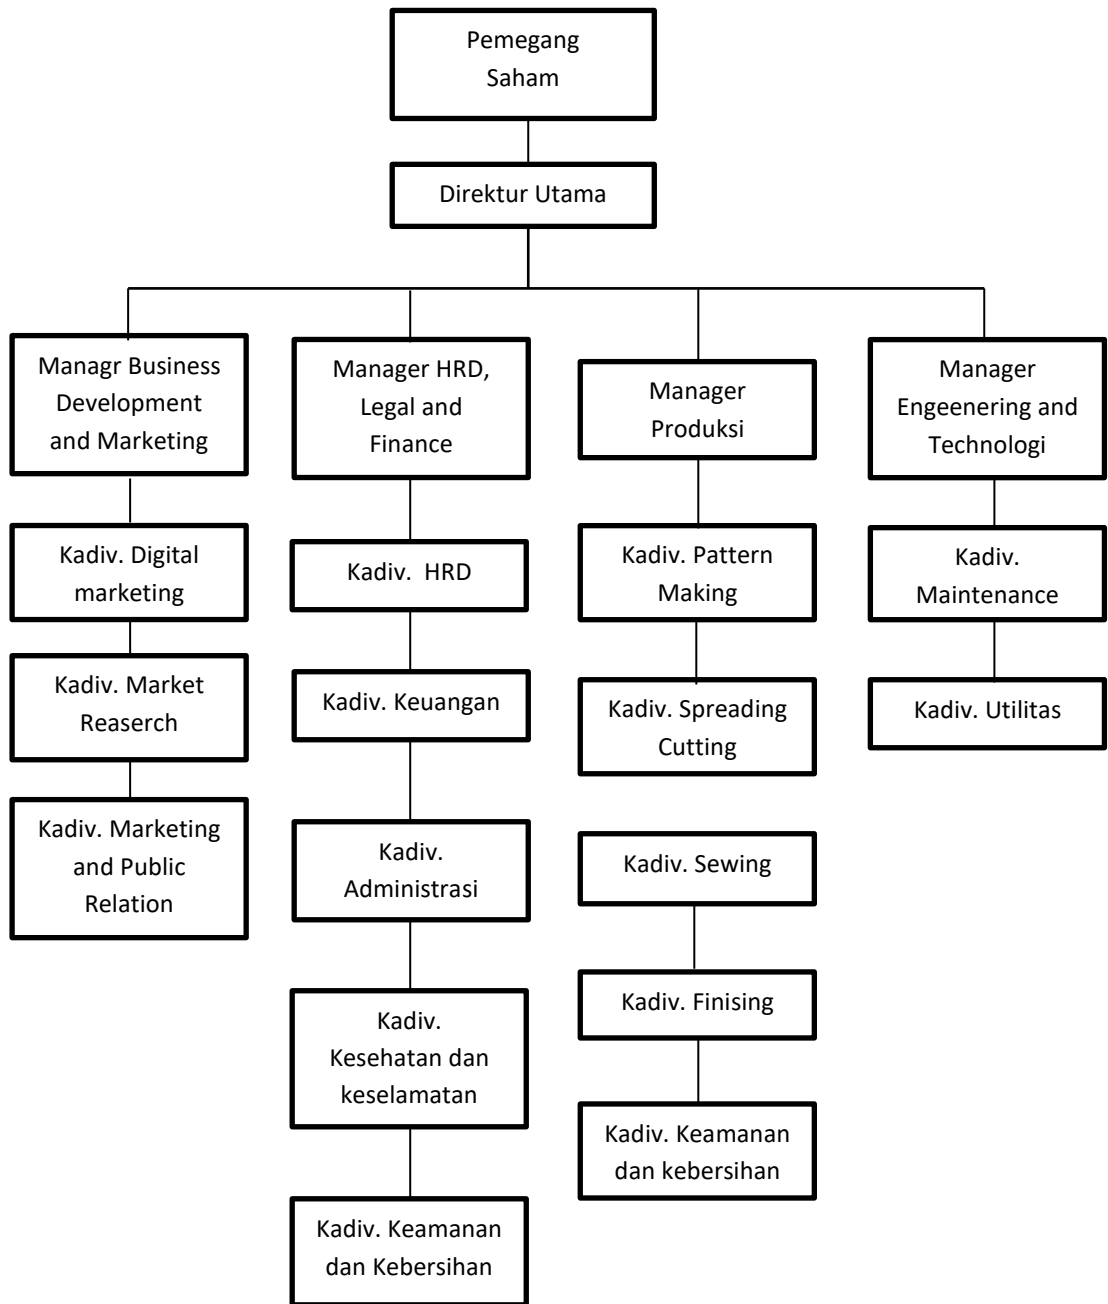 Pemegang
Saham
Direktur Utama
Managr Business
Development
and Marketing
Manager HRD,
Legal and
Finance
Manager
Produksi
Manager
Engeenering and
Technologi
Kadiv. Digital
marketing
Kadiv. HRD
Kadiv. Pattern
Making
Kadiv.
Maintenance
Kadiv. Market
Reaserch
Kadiv. Keuangan
Kadiv. Spreading
Cutting
Kadiv. Utilitas
Kadiv. Marketing
and Public
Relation
Kadiv.
Administrasi
Kadiv. Sewing
Kadiv.
Kesehatan dan
keselamatan
Kadiv. Finising
Kadiv. Keamanan
dan kebersihan
Kadiv. Keamanan
dan Kebersihan